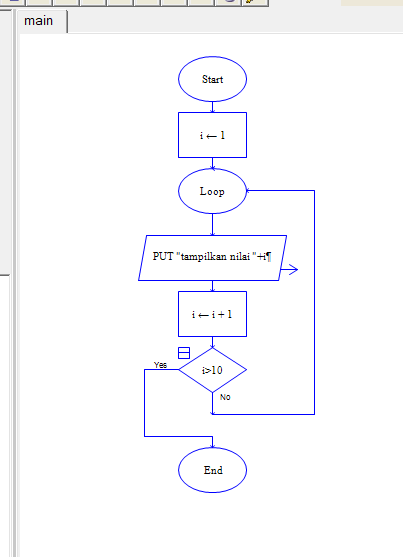 main
Start
i ← 1
Loop
PUT "tampilkan nilai "+i¶
i ← i + 1
i>10
Yes
No
End